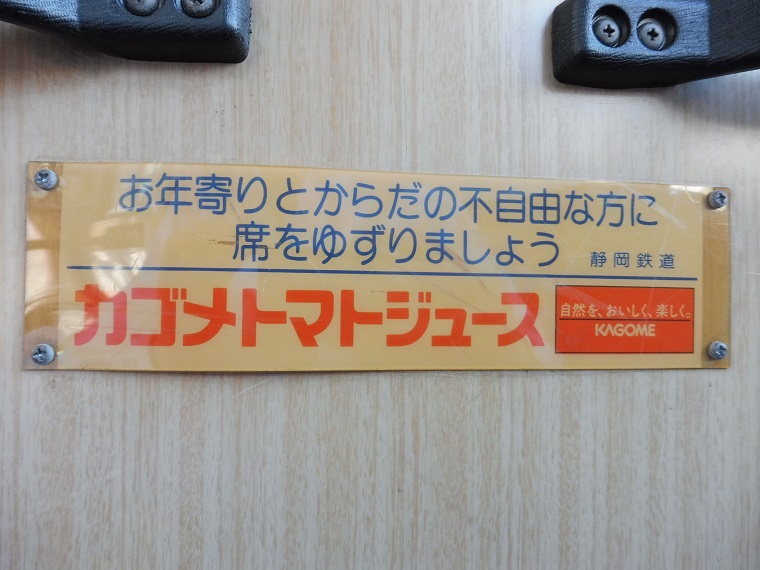 お年寄りとからだの不自由な方に
席をゆずりましょう 静岡鉄道
カゴメトマトジュース
自然を、おいしく、楽しく。
KAGOME